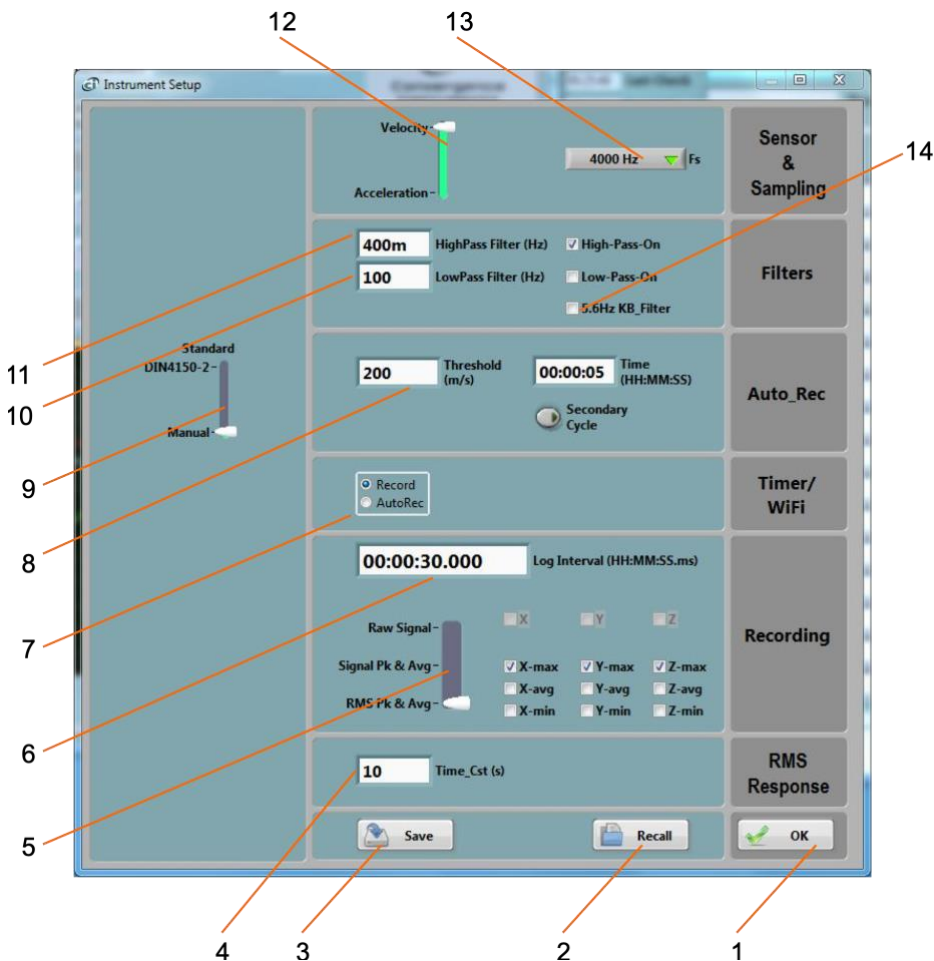 12
13
Instrument Setup
Velocity
Acceleration
4000 Hz
Fs
Sensor
&
Sampling
14
400m HighPass Filter (Hz)
High-Pass-On
100 LowPass Filter (Hz)
Low-Pass-On
5.6Hz KB_Filter
Filters
11
10
9
8
7
6
5
Standard
DIN4150-2
Manual
200 Threshold
(m/s)
00:00:05 Time
(HH:MM:SS)
Secondary
Cycle
Auto_Rec
Record
AutoRec
Timer/
WiFi
00:00:30.000 Log Interval (HH:MM:SS.ms)
Raw Signal
Signal Pk & Avg
RMS Pk & Avg
X Y Z
X-max Y-max Z-max
X-avg Y-avg Z-avg
X-min Y-min Z-min
Recording
10 Time_Cst (s)
RMS
Response
Save
Recall
OK
4
3
2
1